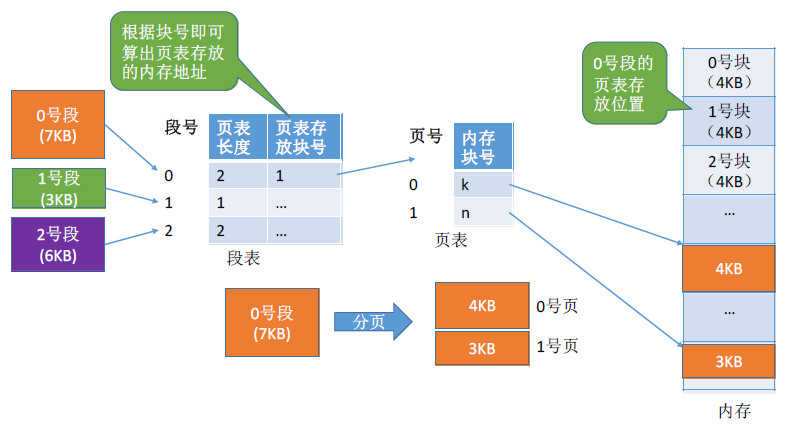 根据块号即可
算出页表存放
的内存地址
0号段的
页表存
放位置
0号段
(7KB)
1号段
(3KB)
2号段
(6KB)
段号
页表
长度
页表存
放块号
0
2
1
1
1
...
2
2
...
段表
页号
内存
块号
0
k
1
n
页表
0号段
(7KB)
分页
4KB
0号页
3KB
1号页
0号块
（4KB）
1号块
（4KB）
2号块
（4KB）
...
4KB
...
3KB
内存